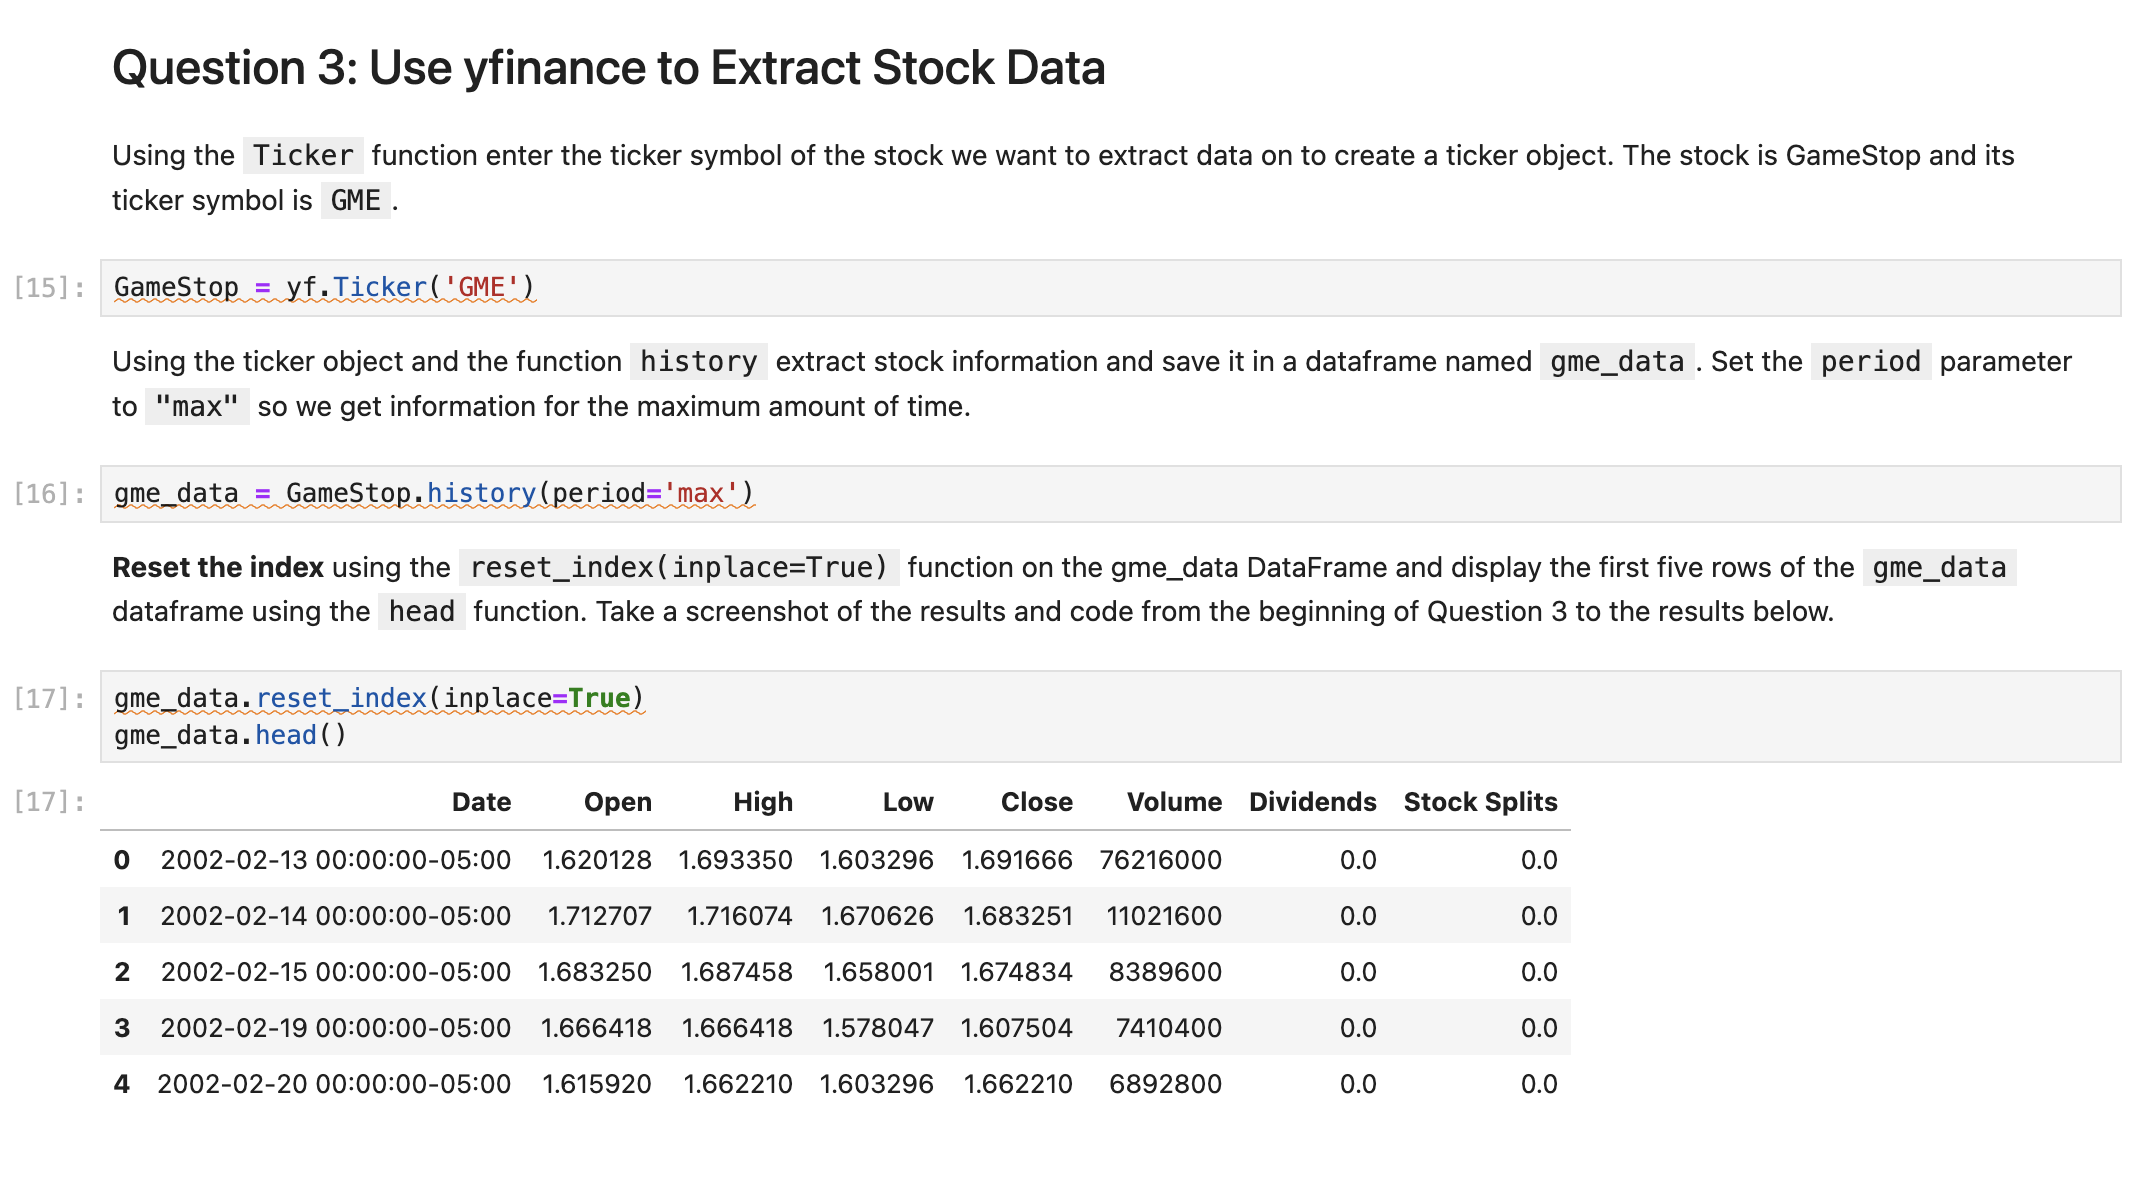 Question 3: Use yfinance to Extract Stock Data
Using the Ticker function enter the ticker symbol of the stock we want to extract data on to create a ticker object. The stock is GameStop and its
ticker symbol is GME .
[15]: GameStop = yf.Ticker('GME')
Using the ticker object and the function history extract stock information and save it in a dataframe named gme_data . Set the period parameter
to "max" so we get information for the maximum amount of time.
[16]: gme_data = GameStop.history(period='max')
Reset the index using the reset_index(inplace=True) function on the gme_data DataFrame and display the first five rows of the gme_data
dataframe using the head function. Take a screenshot of the results and code from the beginning of Question 3 to the results below.
[17]: gme_data.reset_index(inplace=True)
gme_data.head()
[17]: Date Open High Low Close Volume Dividends Stock Splits
0 2002-02-13 00:00:00-05:00 1.620128 1.693350 1.603296 1.691666 76216000 0.0 0.0
1 2002-02-14 00:00:00-05:00 1.712707 1.716074 1.670626 1.683251 11021600 0.0 0.0
2 2002-02-15 00:00:00-05:00 1.683250 1.687458 1.658001 1.674834 8389600 0.0 0.0
3 2002-02-19 00:00:00-05:00 1.666418 1.666418 1.578047 1.607504 7410400 0.0 0.0
4 2002-02-20 00:00:00-05:00 1.615920 1.662210 1.603296 1.662210 6892800 0.0 0.0